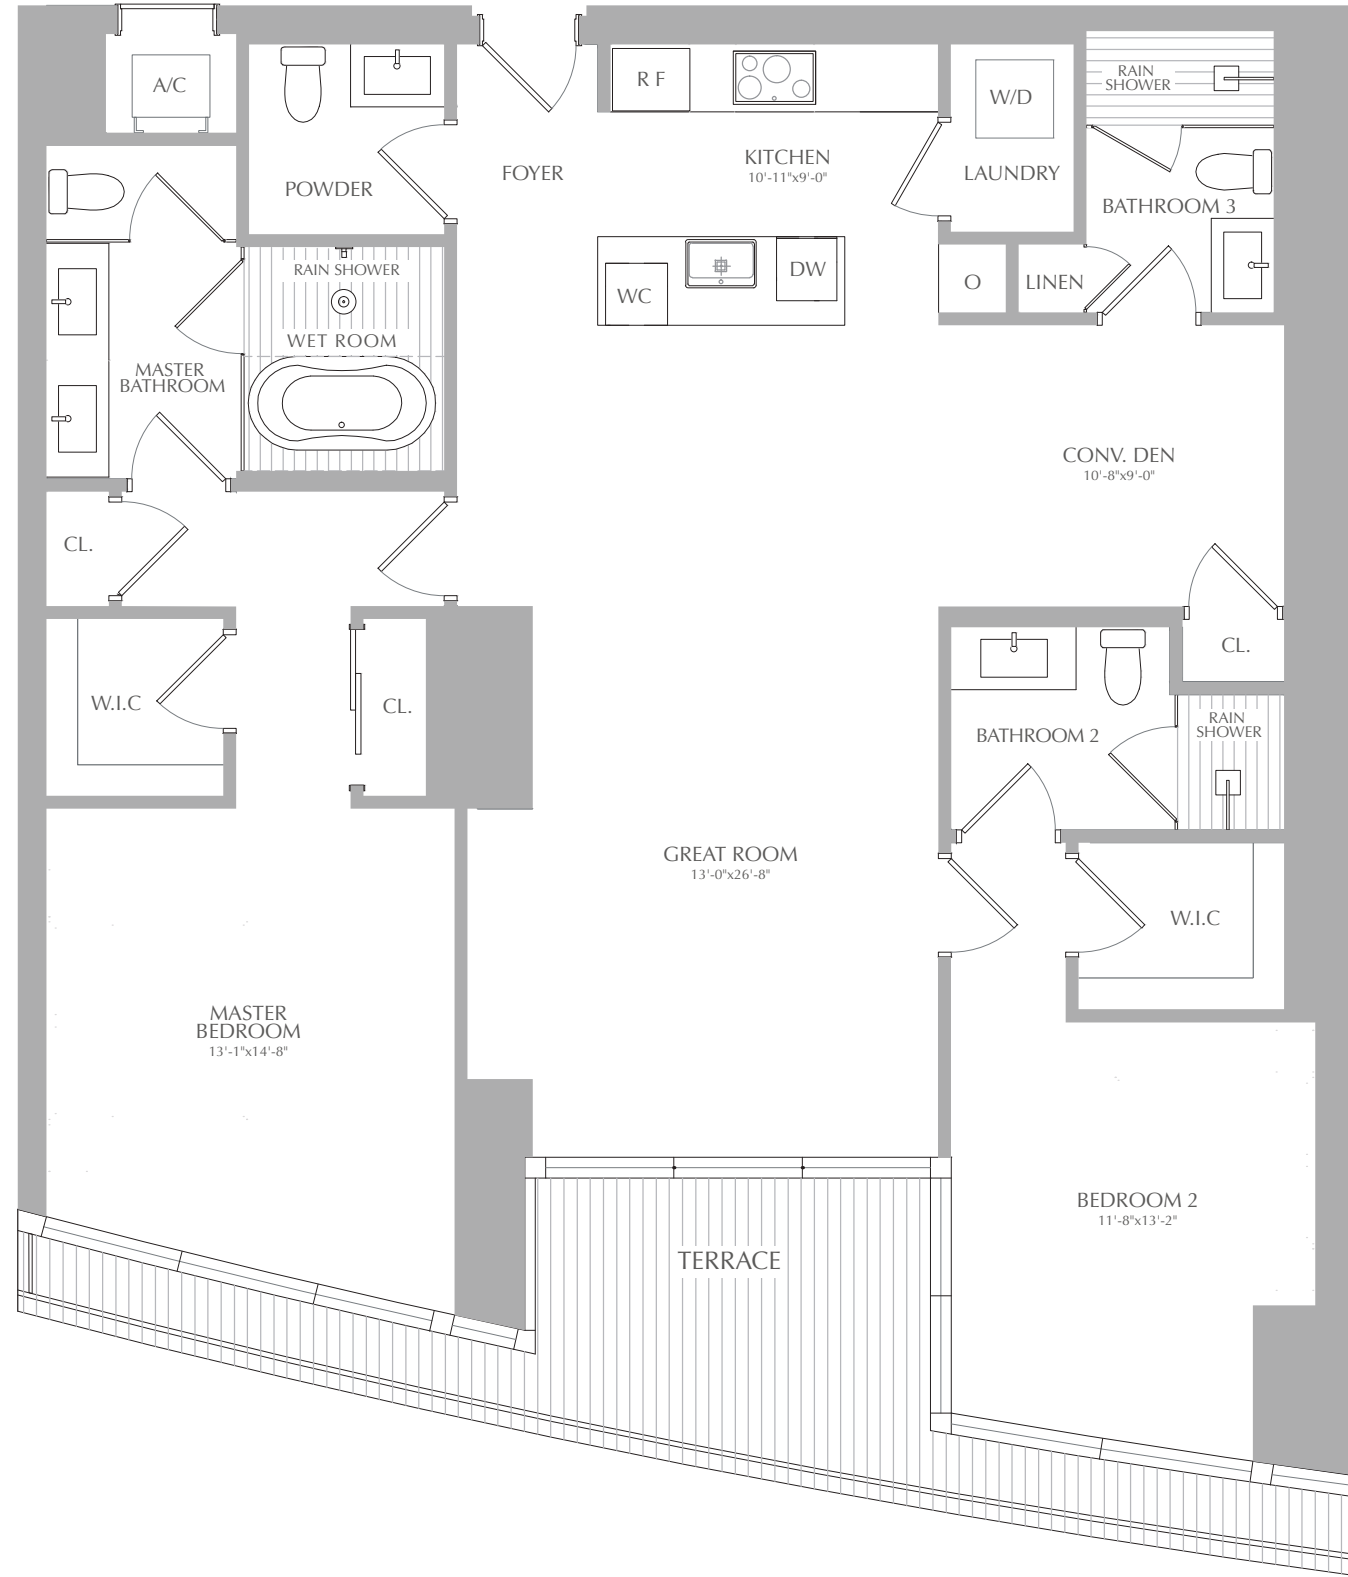 A/C
R F
W/D
RAIN
SHOWER
POWDER
FOYER
KITCHEN
10'-11"x9'-0"
LAUNDRY
BATHROOM 3
RAIN SHOWER
WC
DW
O
LINEN
WET ROOM
MASTER
BATHROOM
CONV. DEN
10'-8"x9'-0"
CL.
CL.
W.I.C
CL.
BATHROOM 2
RAIN
SHOWER
GREAT ROOM
13'-0"x26'-8"
W.I.C
MASTER
BEDROOM
13'-1"x14'-8"
BEDROOM 2
11'-8"x13'-2"
TERRACE